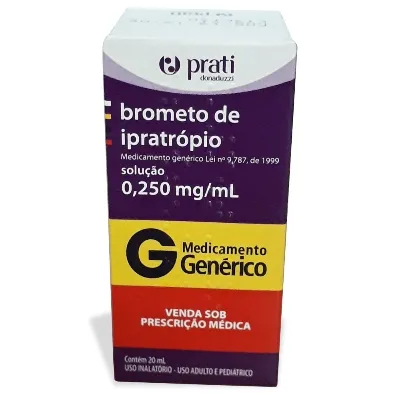 prati
donaduzzi
brometo de
ipratrópio
Medicamento genérico Lei nº 9.787, de 1999
solução
0,250 mg/mL
G Medicamento
Genérico
VENDA SOB
PRESCRIÇÃO MÉDICA
Contém 20 mL
USO INALATÓRIO - USO ADULTO E PEDIÁTRICO